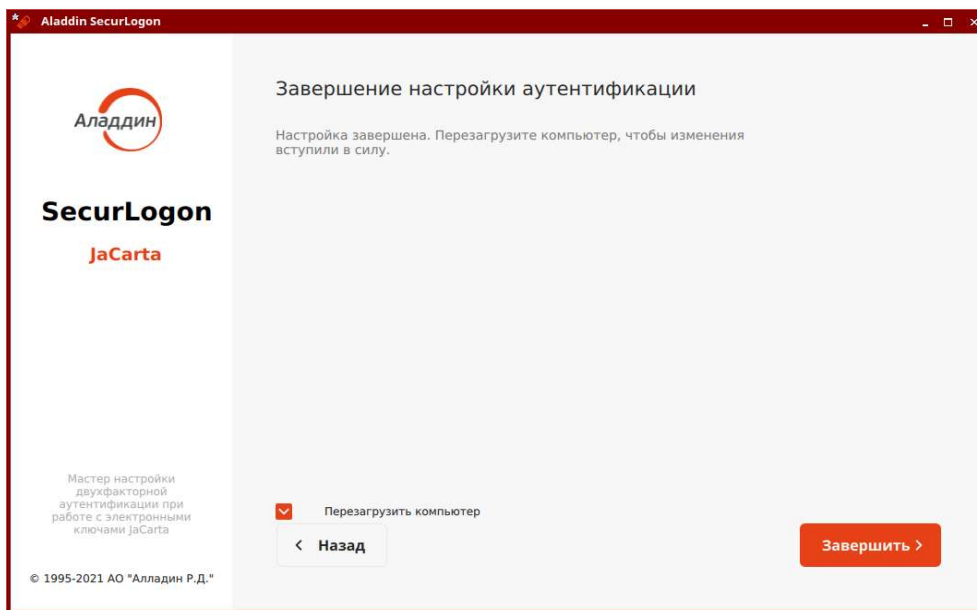 Aladdin SecurLogon
Аладдин
SecurLogon
JaCarta
Мастер настройки
двухфакторной
аутентификации при
работе с электронными
ключами JaCarta
© 1995-2021 АО "Алладин Р.Д."
Завершение настройки аутентификации
Настройка завершена. Перезагрузите компьютер, чтобы изменения
вступили в силу.
Перезагрузить компьютер
Назад
Завершить